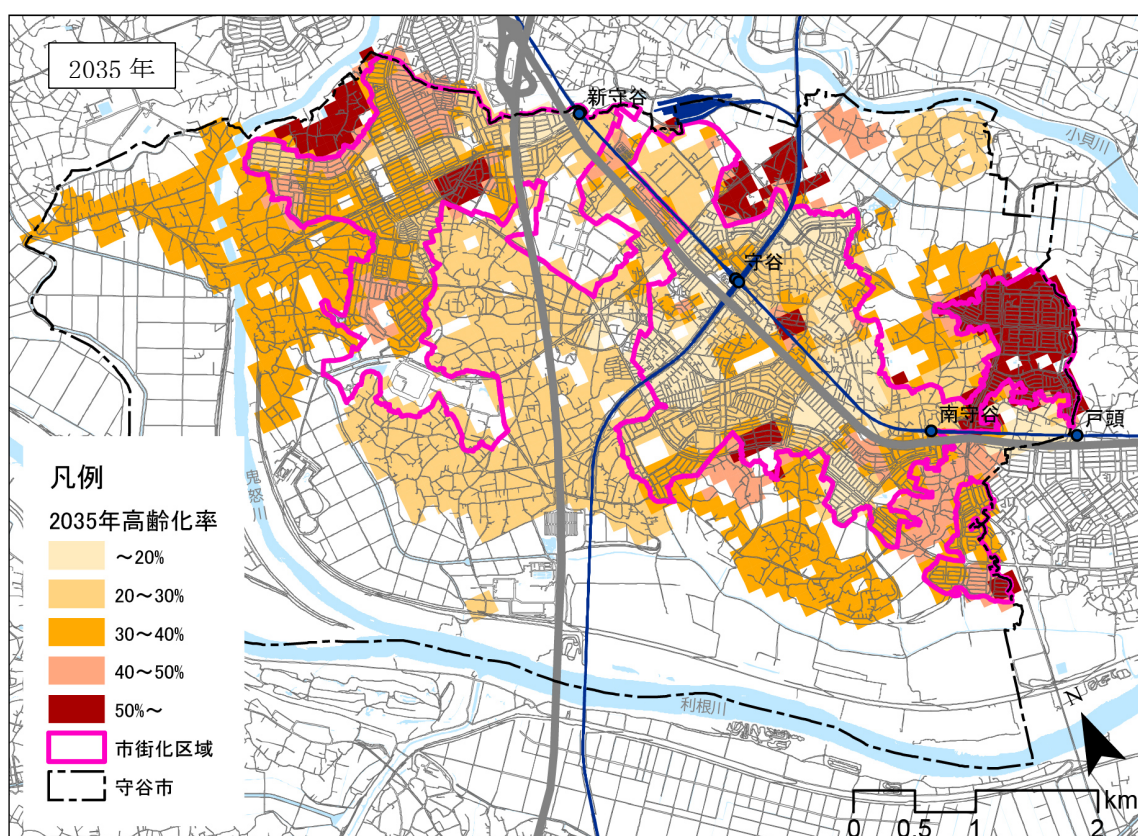 2035 年
新守谷
小貝川
守谷
南守谷
戸頭
鬼怒川
利根川
凡例
2035年高齢化率
～20%
20～30%
30～40%
40～50%
50%～
市街化区域
守谷市
N
km
0 0.5 1 2